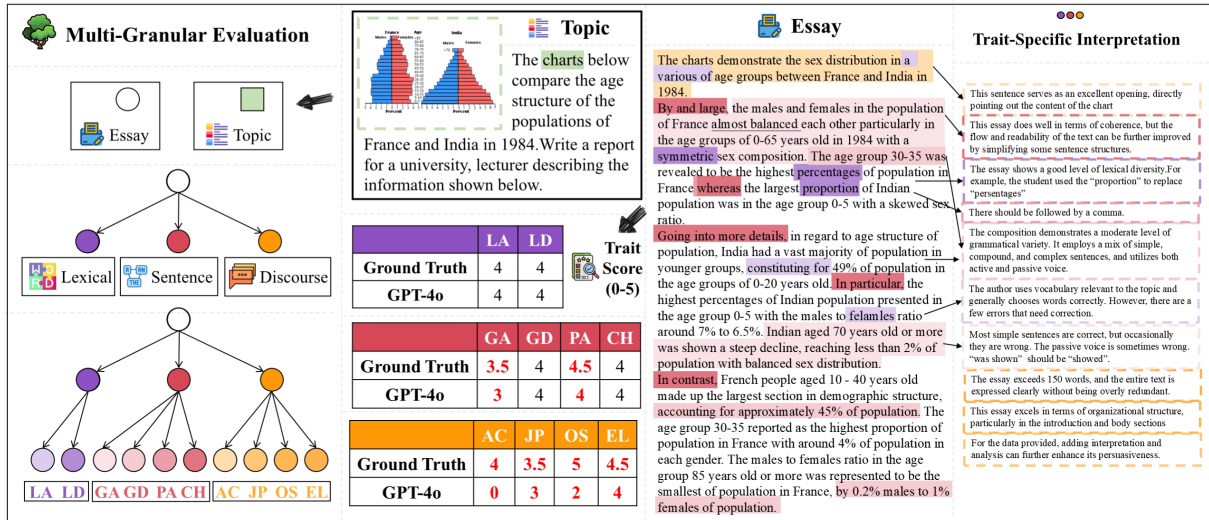 Multi-Granular Evaluation
Essay
Topic
Lexical
Sentence
Discourse
LA LD GA GD PA CH AC JP OS EL
Topic
France
Age
India
Males
Females
Males
Females
Percent
Percent
The charts below
compare the age
structure of the
populations of
France and India in 1984.Write a report
for a university, lecturer describing the
information shown below.
Trait
Score
(0-5)
LA LD
Ground Truth 4 4
GPT-4o 4 4
GA GD PA CH
Ground Truth 3.5 4 4.5 4
GPT-4o 3 4 4 4
AC JP OS EL
Ground Truth 4 3.5 5 4.5
GPT-4o 0 3 2 4
Essay
The charts demonstrate the sex distribution in a
various of age groups between France and India in
1984.
By and large, the males and females in the population
of France almost balanced each other particularly in
the age groups of 0-65 years old in 1984 with a
symmetric sex composition. The age group 30-35 was
revealed to be the highest percentages of population in
France whereas the largest proportion of Indian
population was in the age group 0-5 with a skewed sex
ratio.
Going into more details, in regard to age structure of
population, India had a vast majority of population in
younger groups, constituting for 49% of population in
the age groups of 0-20 years old. In particular, the
highest percentages of Indian population presented in
the age group 0-5 with the males to felamles ratio
around 7% to 6.5%. Indian aged 70 years old or more
was shown a steep decline, reaching less than 2% of
population with balanced sex distribution.
In contrast, French people aged 10 - 40 years old
made up the largest section in demographic structure,
accounting for approximately 45% of population. The
age group 30-35 reported as the highest proportion of
population in France with around 4% of population in
each gender. The males to females ratio in the age
group 85 years old or more was represented to be the
smallest of population in France, by 0.2% males to 1%
females of population.
Trait-Specific Interpretation
This sentence serves as an excellent opening, directly
pointing out the content of the chart
This essay does well in terms of coherence, but the
flow and readability of the text can be further improved
by simplifying some sentence structures.
The essay shows a good level of lexical diversity.For
example, the student used the “proportion” to replace
“persentages”
There should be followed by a comma.
The composition demonstrates a moderate level of
grammatical variety. It employs a mix of simple,
compound, and complex sentences, and utilizes both
active and passive voice.
The author uses vocabulary relevant to the topic and
generally chooses words correctly. However, there are a
few errors that need correction.
Most simple sentences are correct, but occasionally
they are wrong. The passive voice is sometimes wrong.
“was shown” should be “showed”.
The essay exceeds 150 words, and the entire text is
expressed clearly without being overly redundant.
This essay excels in terms of organizational structure,
particularly in the introduction and body sections
For the data provided, adding interpretation and
analysis can further enhance its persuasiveness.